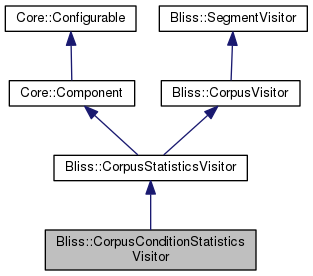 Core::Configurable
Bliss::SegmentVisitor
Core::Component
Bliss::CorpusVisitor
Bliss::CorpusStatisticsVisitor
Bliss::CorpusConditionStatistics
Visitor